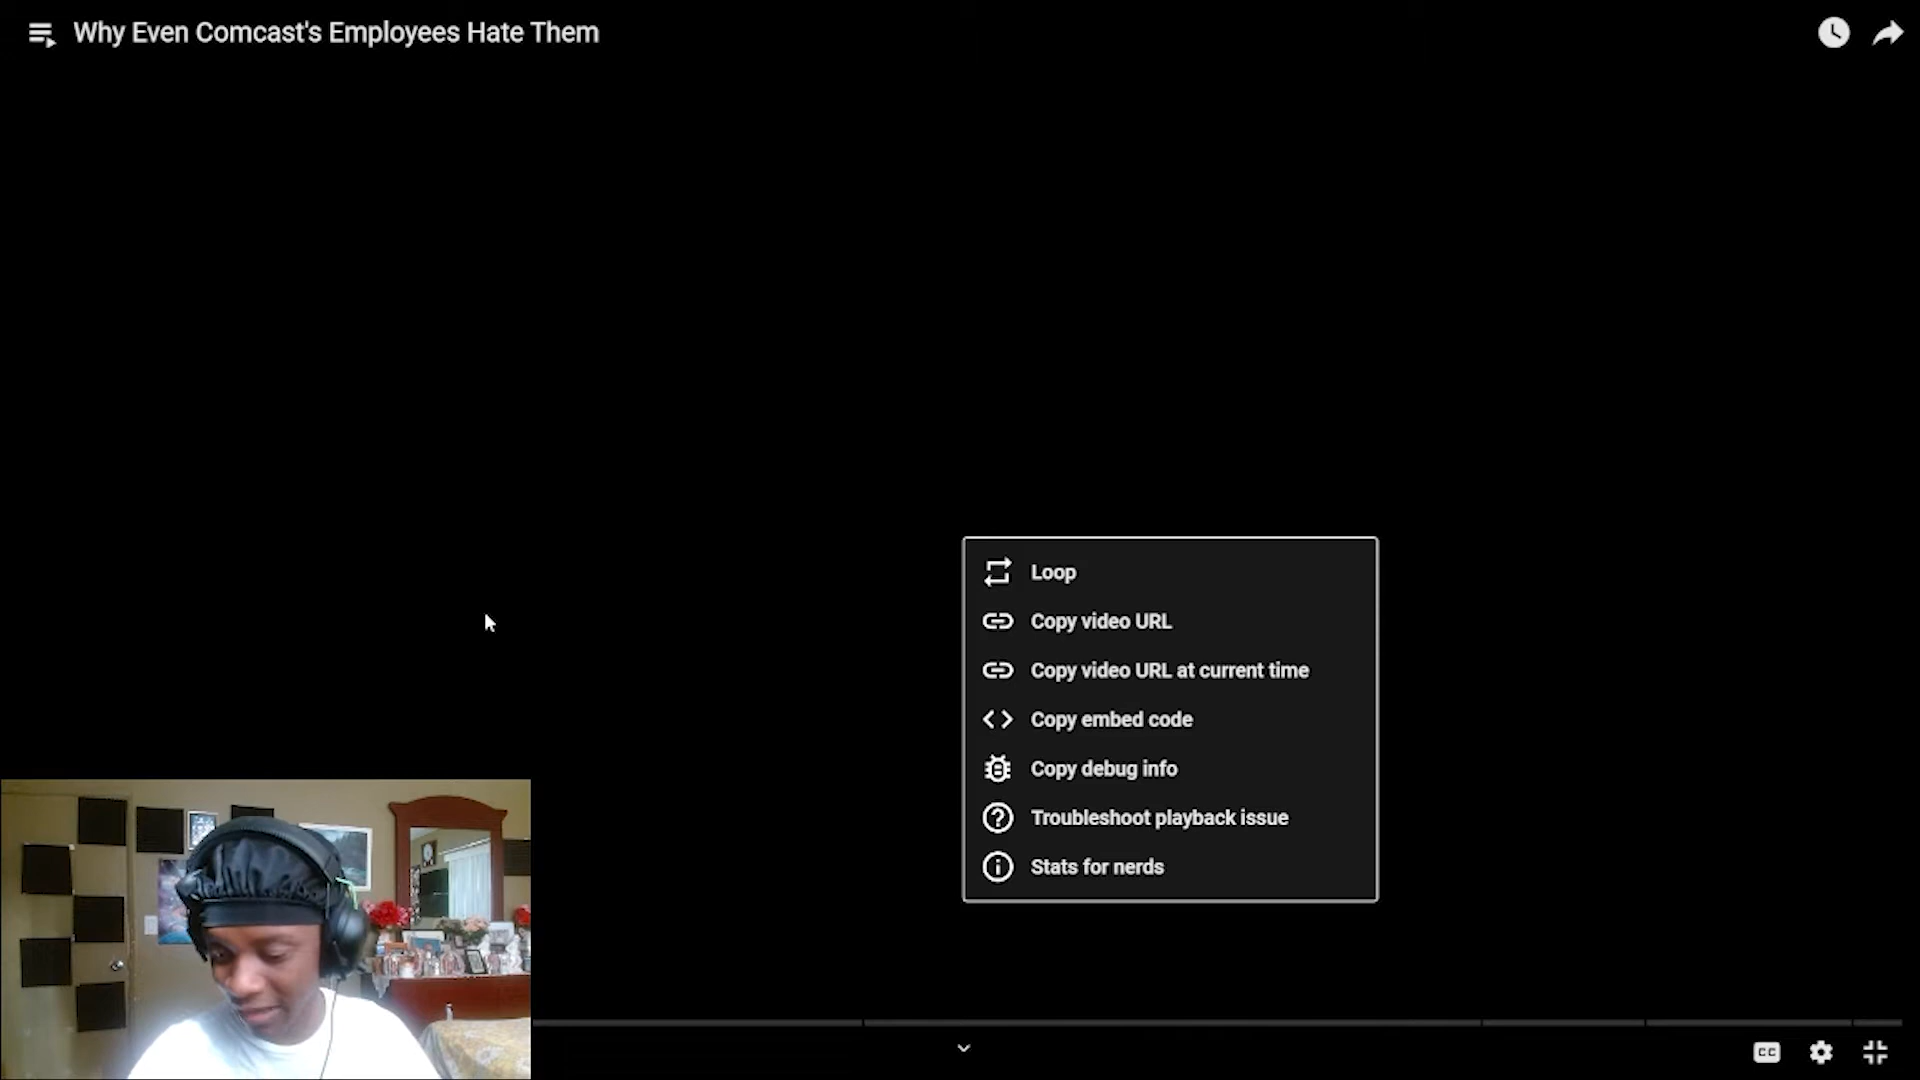 Why Even Comcast's Employees Hate Them
Loop
Copy video URL
Copy video URL at current time
Copy embed code
Copy debug info
Troubleshoot playback issue
Stats for nerds
CC